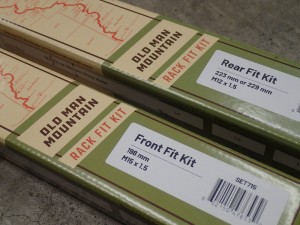 OLD MAN
MOUNTAIN
RACK FIT KIT
Rear Fit Kit
223 mm or 229 mm
M12 x 1.5
OLD MAN
MOUNTAIN
RACK FIT KIT
Front Fit Kit
198 mm
M15 x 1.5
SET715